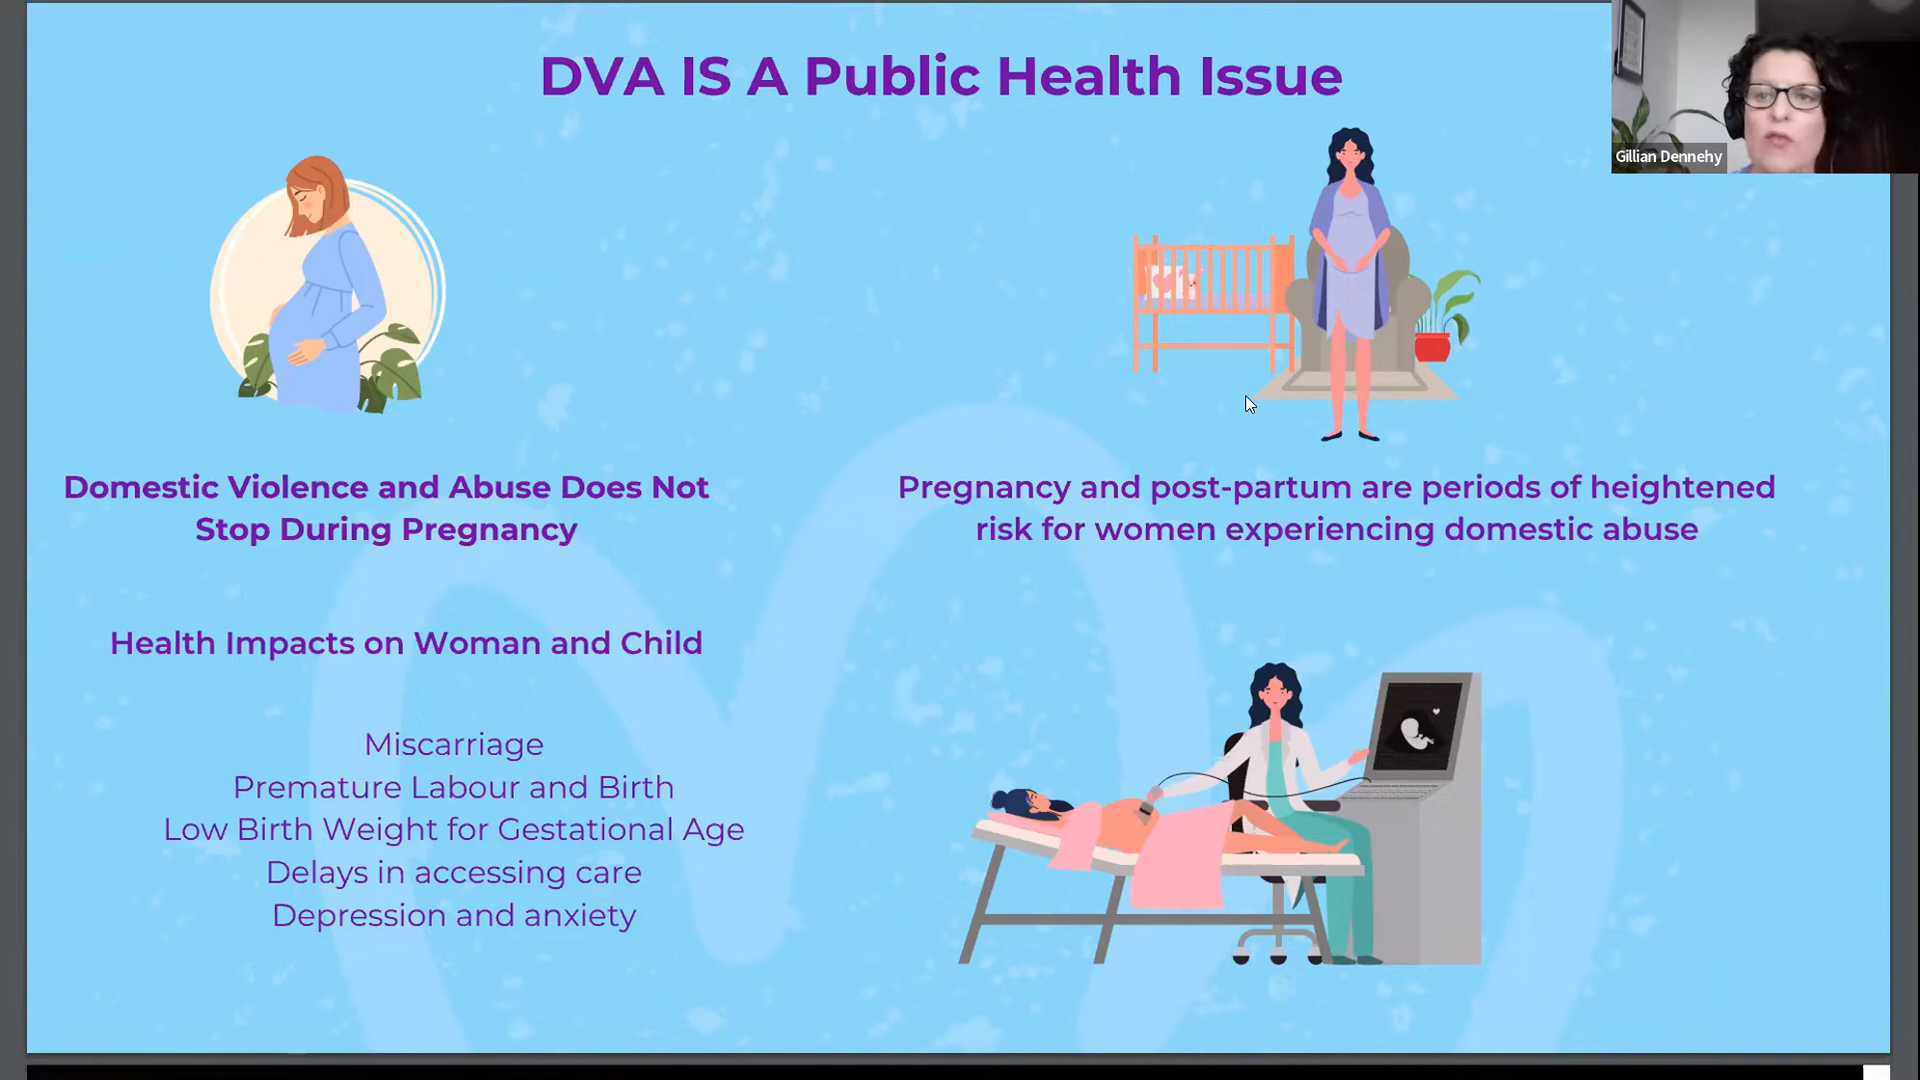 DVA IS A Public Health Issue
Gillian Dennehy
Domestic Violence and Abuse Does Not
Stop During Pregnancy
Pregnancy and post-partum are periods of heightened
risk for women experiencing domestic abuse
Health Impacts on Woman and Child
Miscarriage
Premature Labour and Birth
Low Birth Weight for Gestational Age
Delays in accessing care
Depression and anxiety